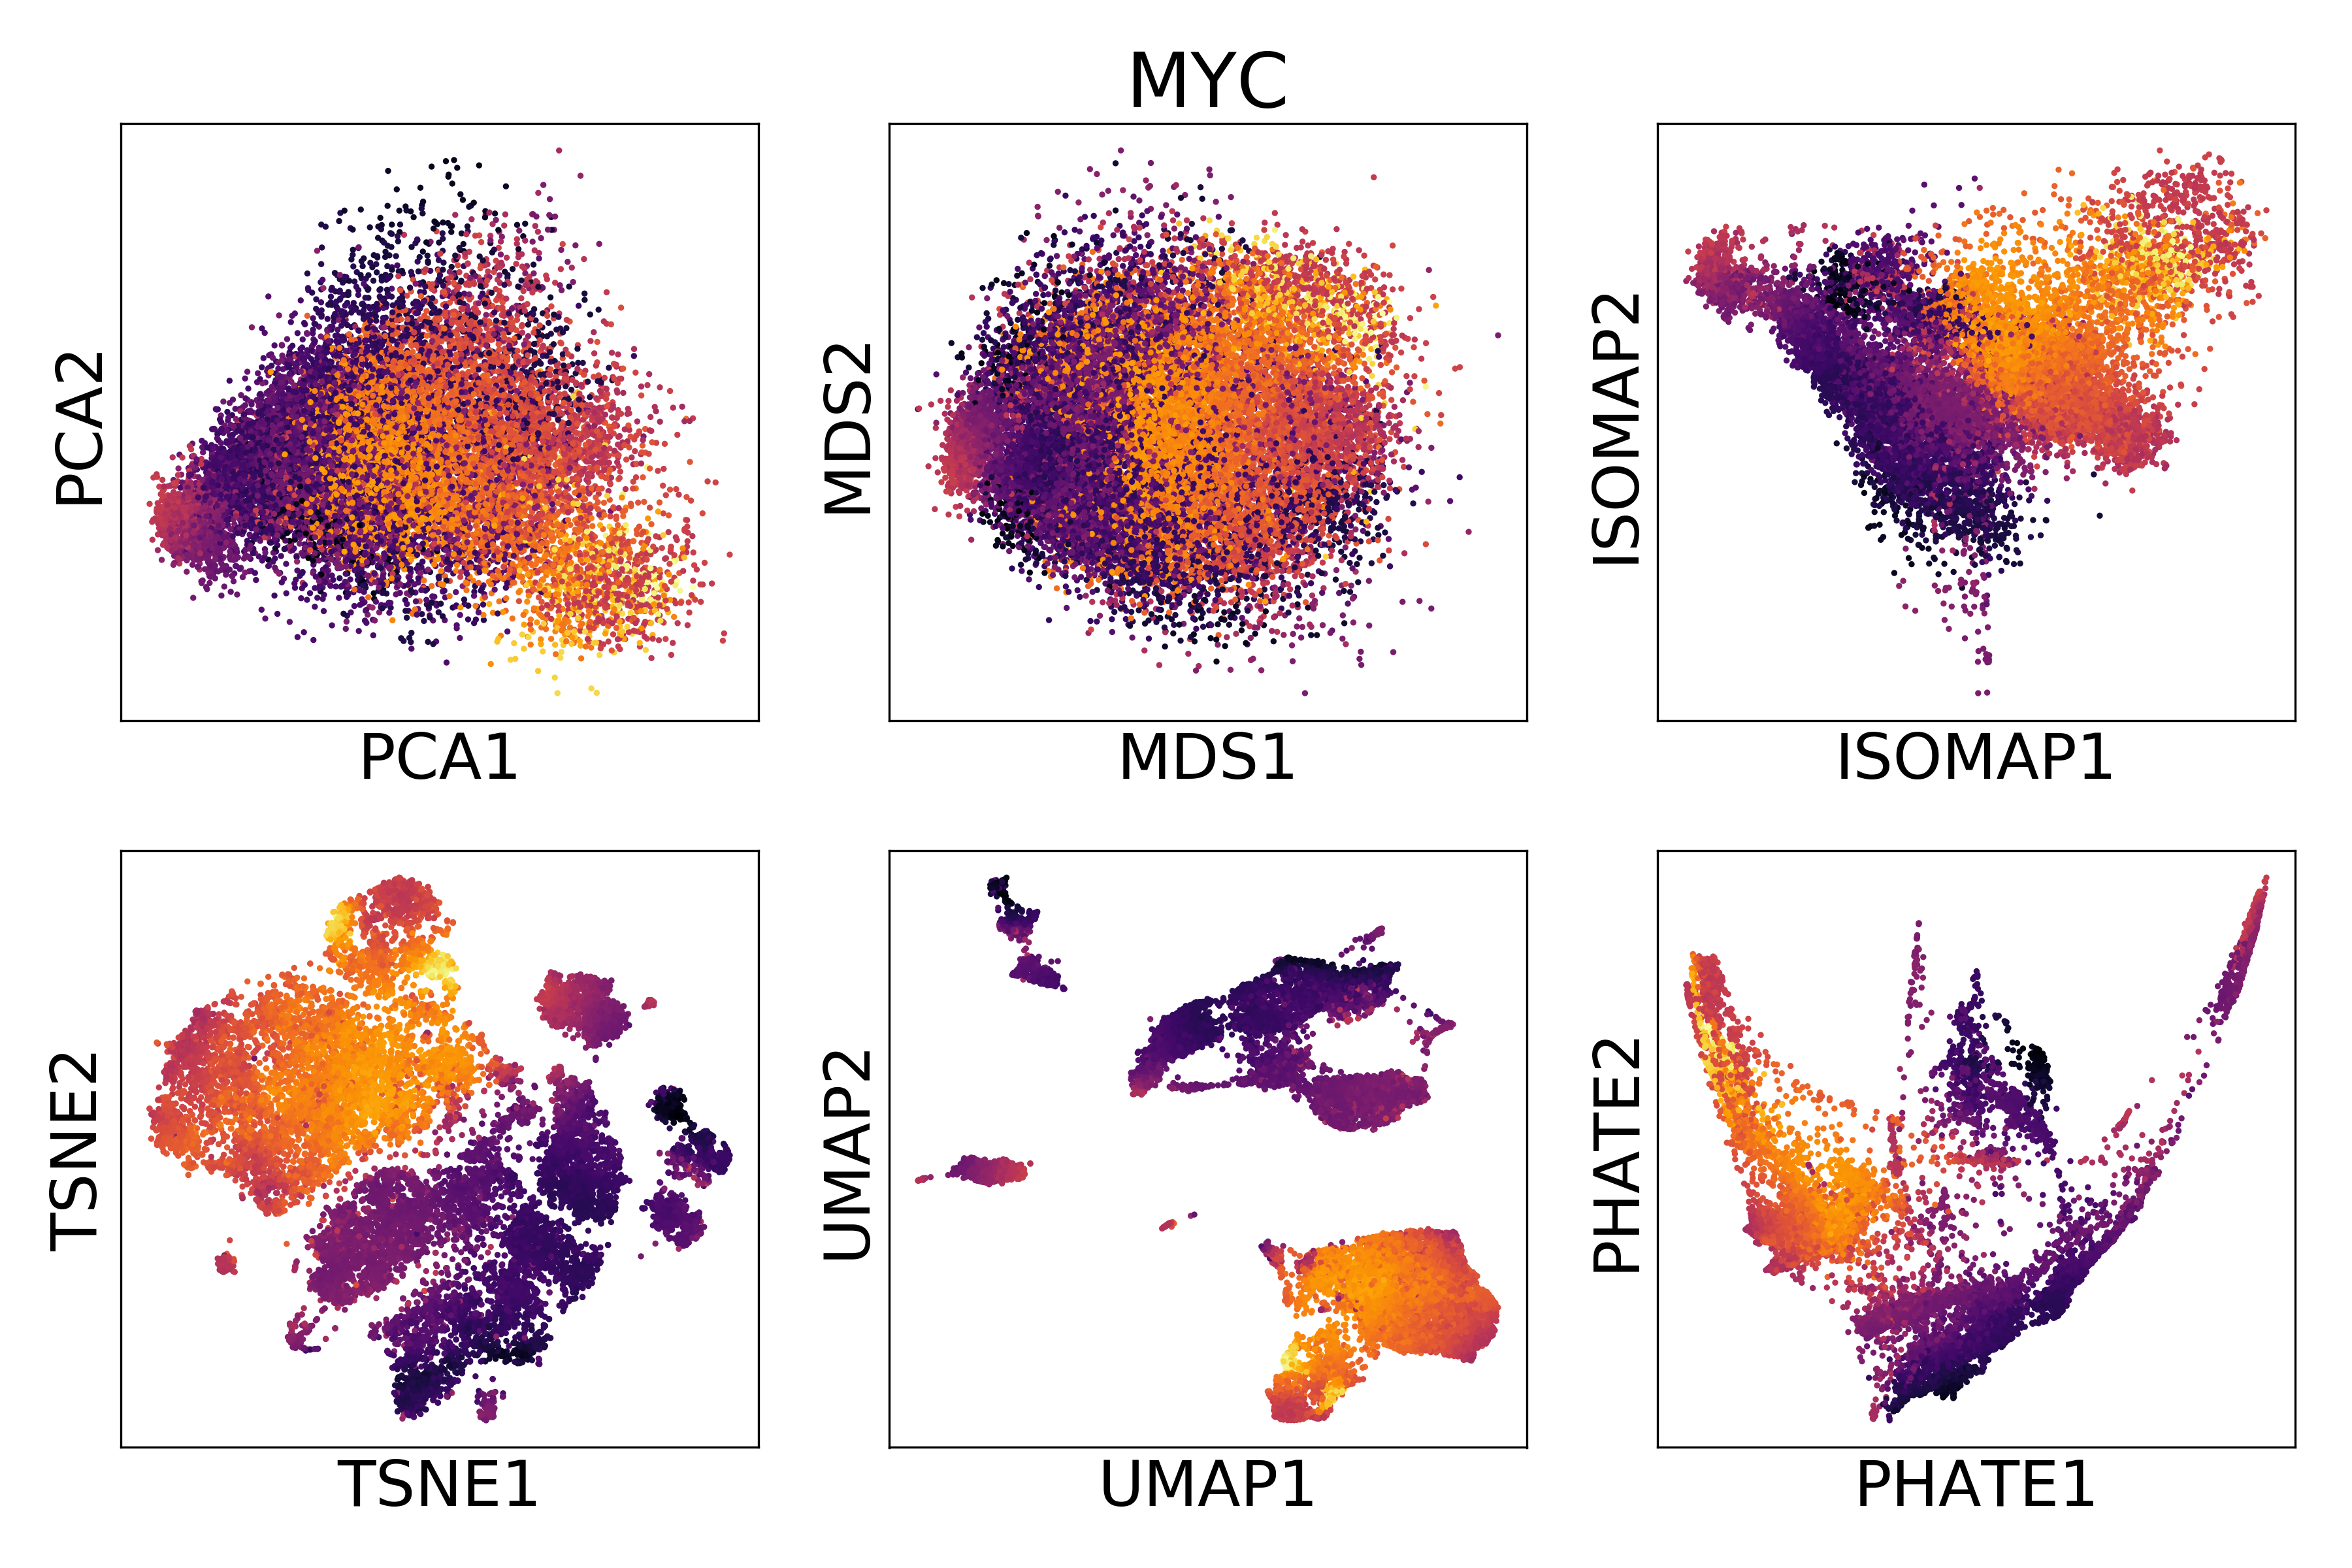 MYC
PCA2
PCA1
MDS2
MDS1
ISOMAP2
ISOMAP1
TSNE2
TSNE1
UMAP2
UMAP1
PHATE2
PHATE1